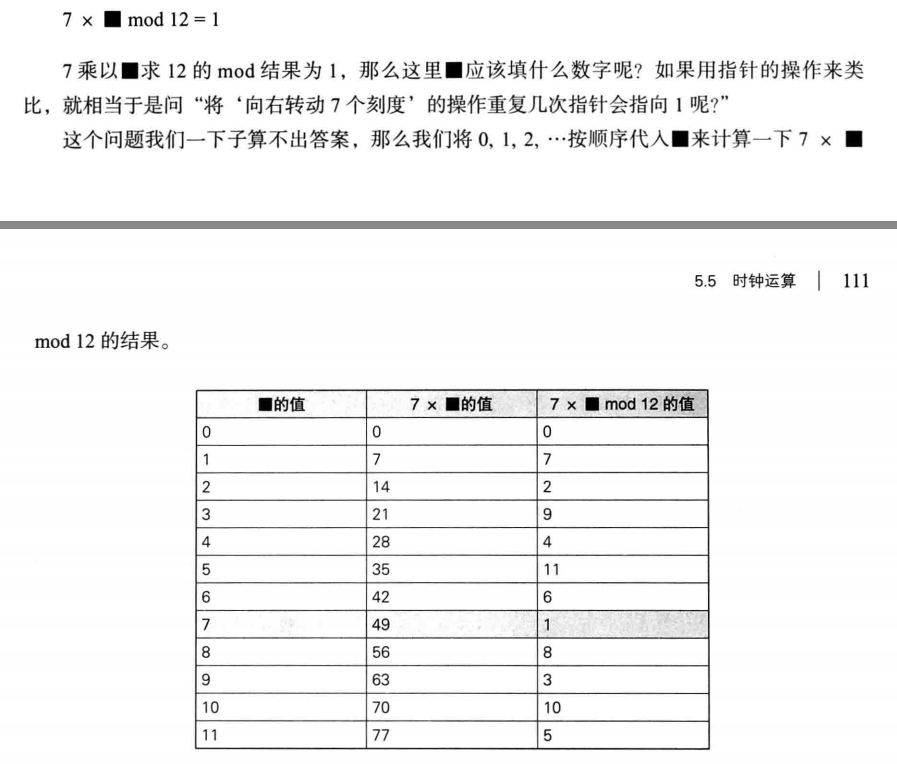 7 × ■ mod 12 = 1
7 乘以■求 12 的 mod 结果为 1，那么这里■应该填什么数字呢？如果用指针的操作来类
比，就相当于是问“将‘向右转动 7 个刻度’的操作重复几次指针会指向 1 呢?”
这个问题我们一下子算不出答案，那么我们将 0, 1, 2, …按顺序代入■来计算一下 7 × ■
5.5 时钟运算 | 111
mod 12 的结果。
■的值 7 × ■的值 7 × ■ mod 12 的值
0 0 0
1 7 7
2 14 2
3 21 9
4 28 4
5 35 11
6 42 6
7 49 1
8 56 8
9 63 3
10 70 10
11 77 5